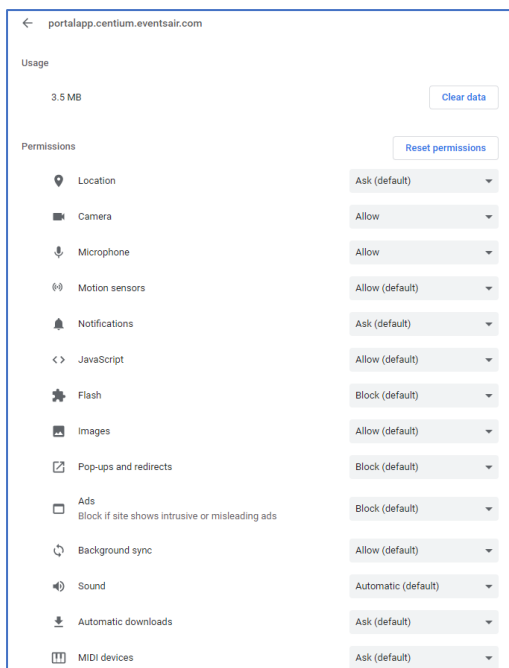 portalapp.centium.eventsair.com
Usage
3.5 MB
Clear data
Permissions
Reset permissions
Location
Ask (default)
Camera
Allow
Microphone
Allow
Motion sensors
Allow (default)
Notifications
Ask (default)
JavaScript
Allow (default)
Flash
Block (default)
Images
Allow (default)
Pop-ups and redirects
Block (default)
Ads
Block if site shows intrusive or misleading ads
Block (default)
Background sync
Allow (default)
Sound
Automatic (default)
Automatic downloads
Ask (default)
MIDI devices
Ask (default)